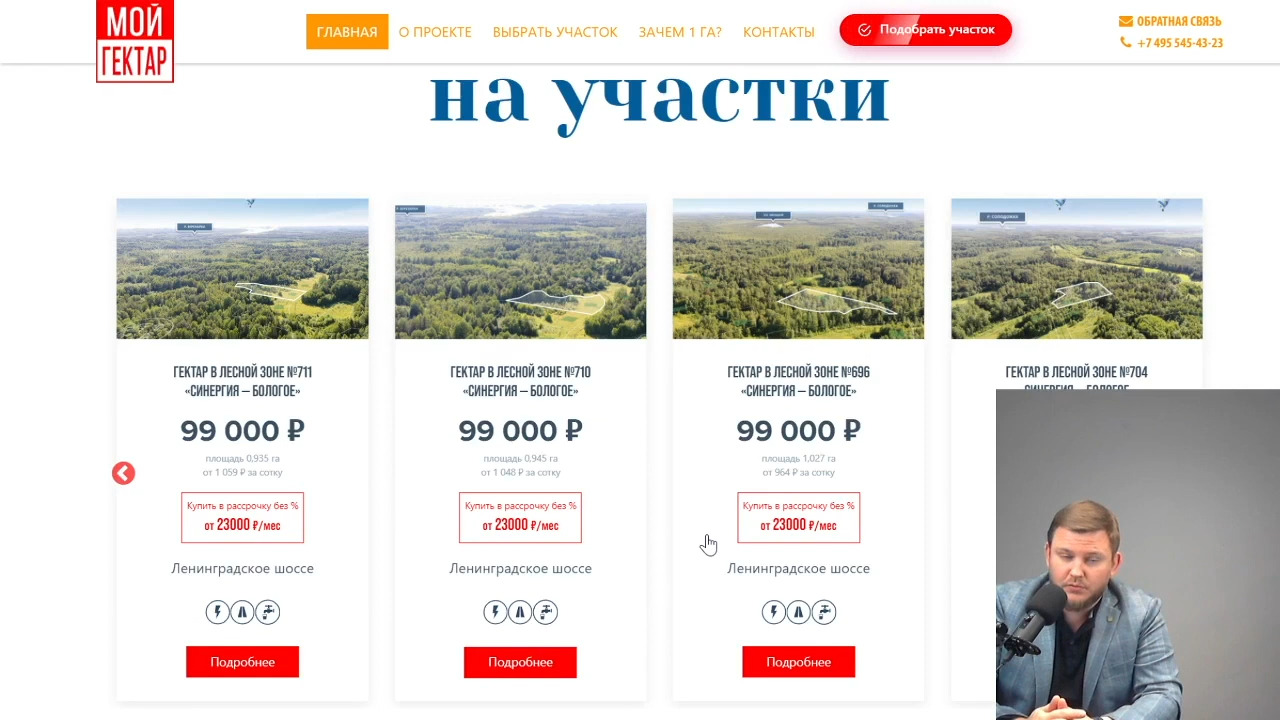 МОЙ
ГЕКТАР
ГЛАВНАЯ
О ПРОЕКТЕ
ВЫБРАТЬ УЧАСТОК
ЗАЧЕМ 1 ГА?
КОНТАКТЫ
Подобрать участок
ОБРАТНАЯ СВЯЗЬ
+7 495 545-43-23
на участки
ГЕКТАР В ЛЕСНОЙ ЗОНЕ №711
«СИНЕРГИЯ – БОЛОГОЕ»
99 000 ₽
площадь 0,935 га
от 1 059 ₽ за сотку
Купить в рассрочку без %
от 23000 ₽/мес
Ленинградское шоссе
Подробнее
ГЕКТАР В ЛЕСНОЙ ЗОНЕ №710
«СИНЕРГИЯ – БОЛОГОЕ»
99 000 ₽
площадь 0,945 га
от 1 048 ₽ за сотку
Купить в рассрочку без %
от 23000 ₽/мес
Ленинградское шоссе
Подробнее
ГЕКТАР В ЛЕСНОЙ ЗОНЕ №696
«СИНЕРГИЯ – БОЛОГОЕ»
99 000 ₽
площадь 1,027 га
от 964 ₽ за сотку
Купить в рассрочку без %
от 23000 ₽/мес
Ленинградское шоссе
Подробнее
ГЕКТАР В ЛЕСНОЙ ЗОНЕ №704